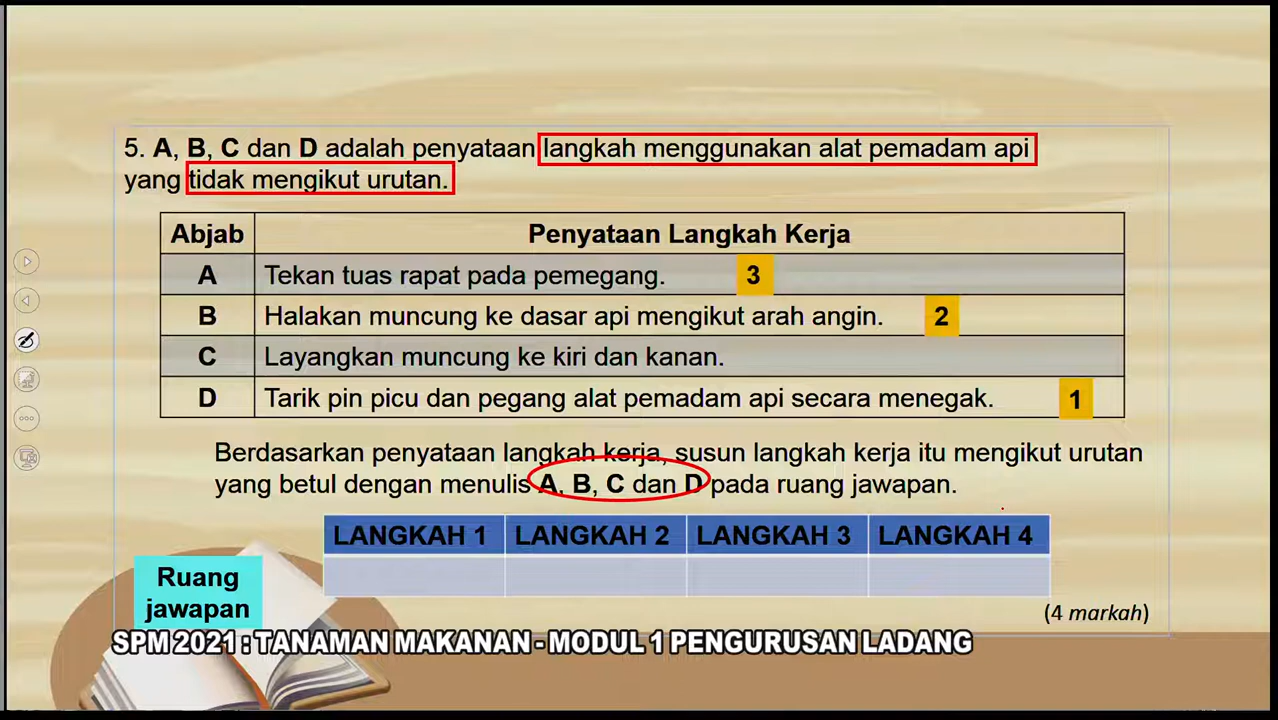 5. A, B, C dan D adalah penyataan langkah menggunakan alat pemadam api
yang tidak mengikut urutan.
Abjab Penyataan Langkah Kerja
A Tekan tuas rapat pada pemegang. 3
B Halakan muncung ke dasar api mengikut arah angin. 2
C Layangkan muncung ke kiri dan kanan.
D Tarik pin picu dan pegang alat pemadam api secara menegak. 1
Berdasarkan penyataan langkah kerja, susun langkah kerja itu mengikut urutan
yang betul dengan menulis A, B, C dan D pada ruang jawapan.
LANGKAH 1 LANGKAH 2 LANGKAH 3 LANGKAH 4
Ruang
jawapan
(4 markah)
SPM 2021 : TANAMAN MAKANAN - MODUL 1 PENGURUSAN LADANG